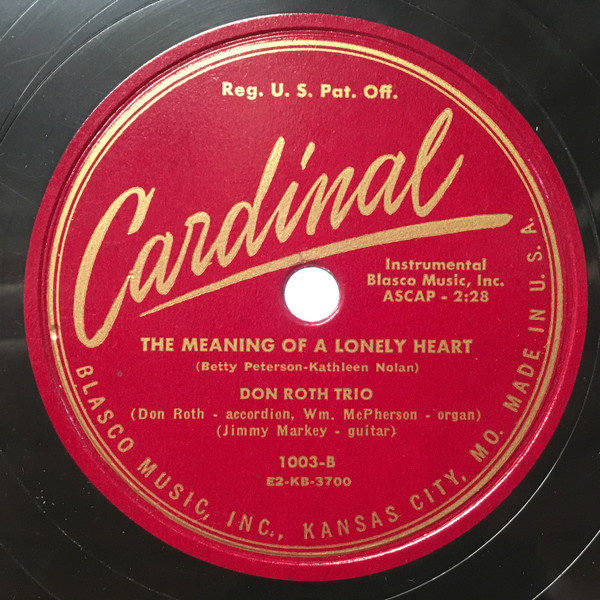 Reg. U. S. Pat. Off.
Cardinal
Instrumental
Blasco Music, Inc.
ASCAP - 2:28
THE MEANING OF A LONELY HEART
(Betty Peterson-Kathleen Nolan)
DON ROTH TRIO
(Don Roth - accordion, Wm. McPherson - organ)
(Jimmy Markey - guitar)
1003-B
E2-KB-3700
BLASCO MUSIC, INC., KANSAS CITY, MO. MADE IN U. S. A.